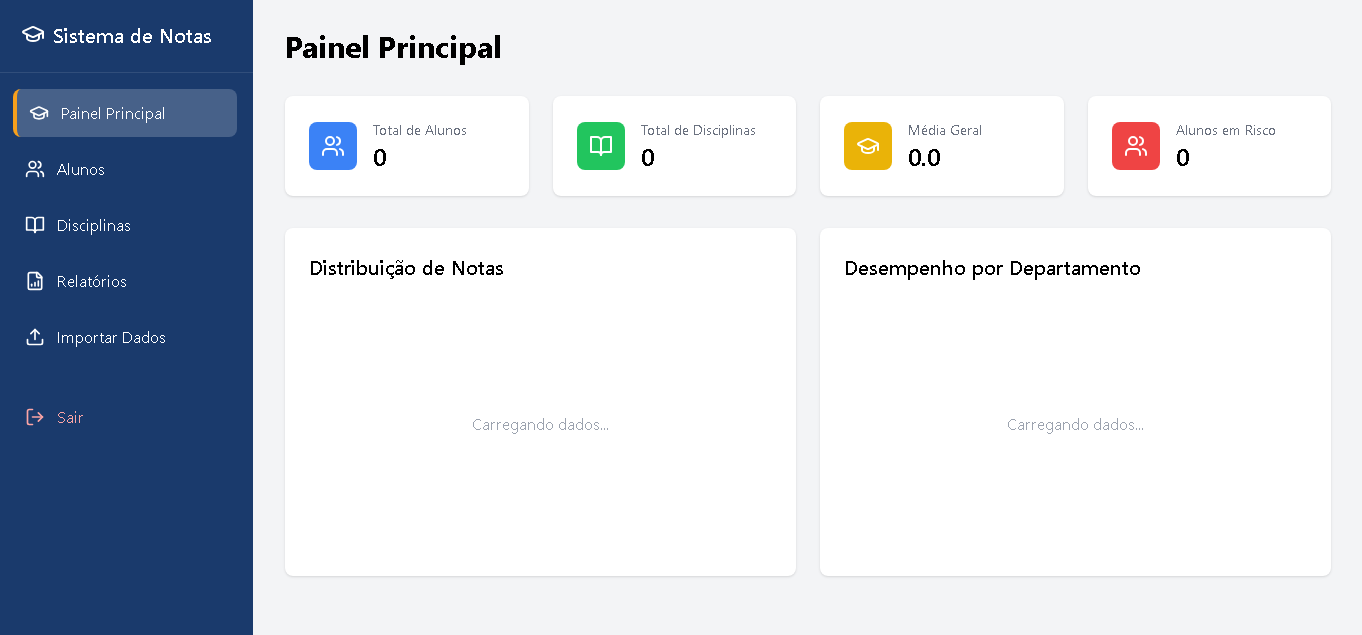 Sistema de Notas
Painel Principal
Alunos
Disciplinas
Relatórios
Importar Dados
Sair
Painel Principal
Total de Alunos
0
Total de Disciplinas
0
Média Geral
0.0
Alunos em Risco
0
Distribuição de Notas
Carregando dados...
Desempenho por Departamento
Carregando dados...